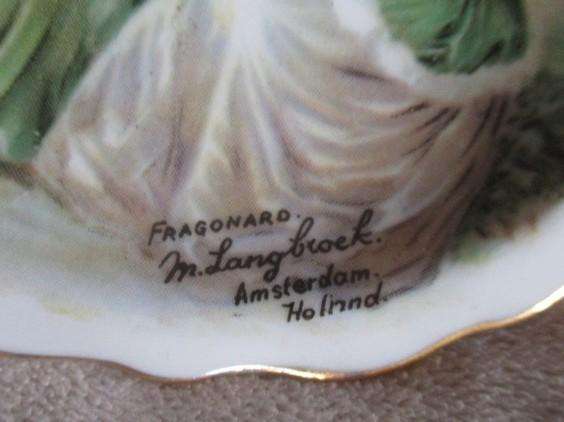 FRAGONARD.
M. Langbroek.
Amsterdam.
Holland.